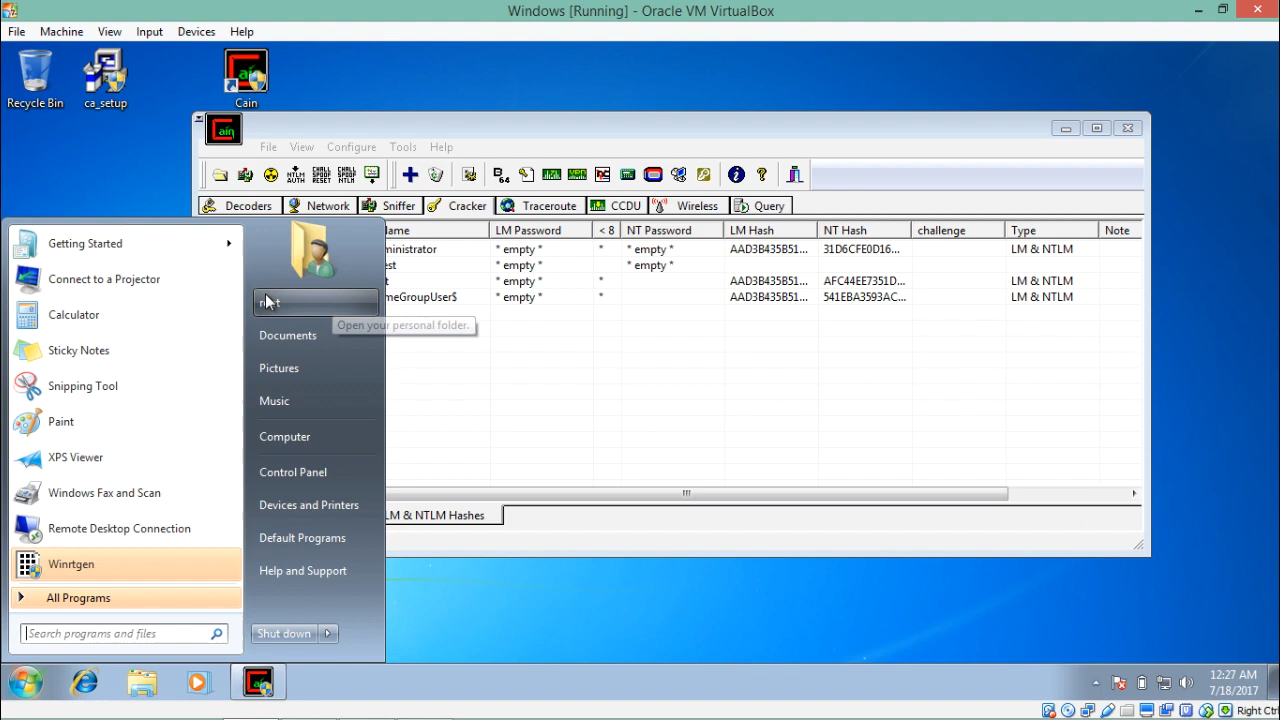 Windows [Running] - Oracle VM VirtualBox
File Machine View Input Devices Help
Recycle Bin
ca_setup
Cain
File View Configure Tools Help
Decoders Network Sniffer Cracker Traceroute CCDU Wireless Query
LM Password < 8 NT Password LM Hash NT Hash challenge Type Note
* empty * * * empty * AAD3B435B51... 31D6CFE0D16... LM & NTLM
* empty * * empty *
* empty * * AAD3B435B51... AFC44EE7351D... LM & NTLM
meGroupUser$ * empty * * AAD3B435B51... 541EBA3593AC... LM & NTLM
LM & NTLM Hashes
Getting Started
Connect to a Projector
Calculator
Sticky Notes
Snipping Tool
Paint
XPS Viewer
Windows Fax and Scan
Remote Desktop Connection
Winrtgen
All Programs
Search programs and files
Open your personal folder.
Documents
Pictures
Music
Computer
Control Panel
Devices and Printers
Default Programs
Help and Support
Shut down
12:27 AM
7/18/2017
Right Ctrl